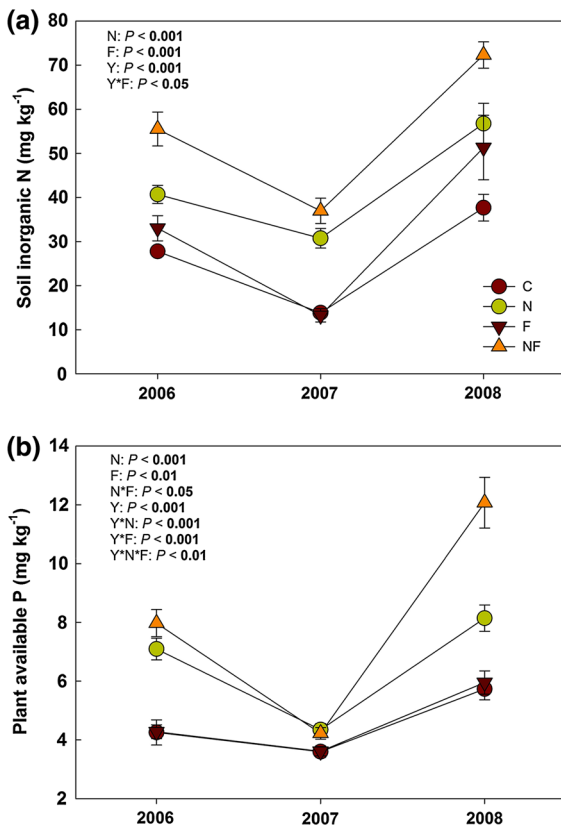 (a)
N: P < 0.001
F: P < 0.001
Y: P < 0.001
Y*F: P < 0.05
Soil inorganic N (mg kg⁻¹)
80
70
60
50
40
30
20
10
0
C
N
F
NF
2006 2007 2008
(b)
N: P < 0.001
F: P < 0.01
N*F: P < 0.05
Y: P < 0.001
Y*N: P < 0.001
Y*F: P < 0.001
Y*N*F: P < 0.01
Plant available P (mg kg⁻¹)
14
12
10
8
6
4
2
2006 2007 2008